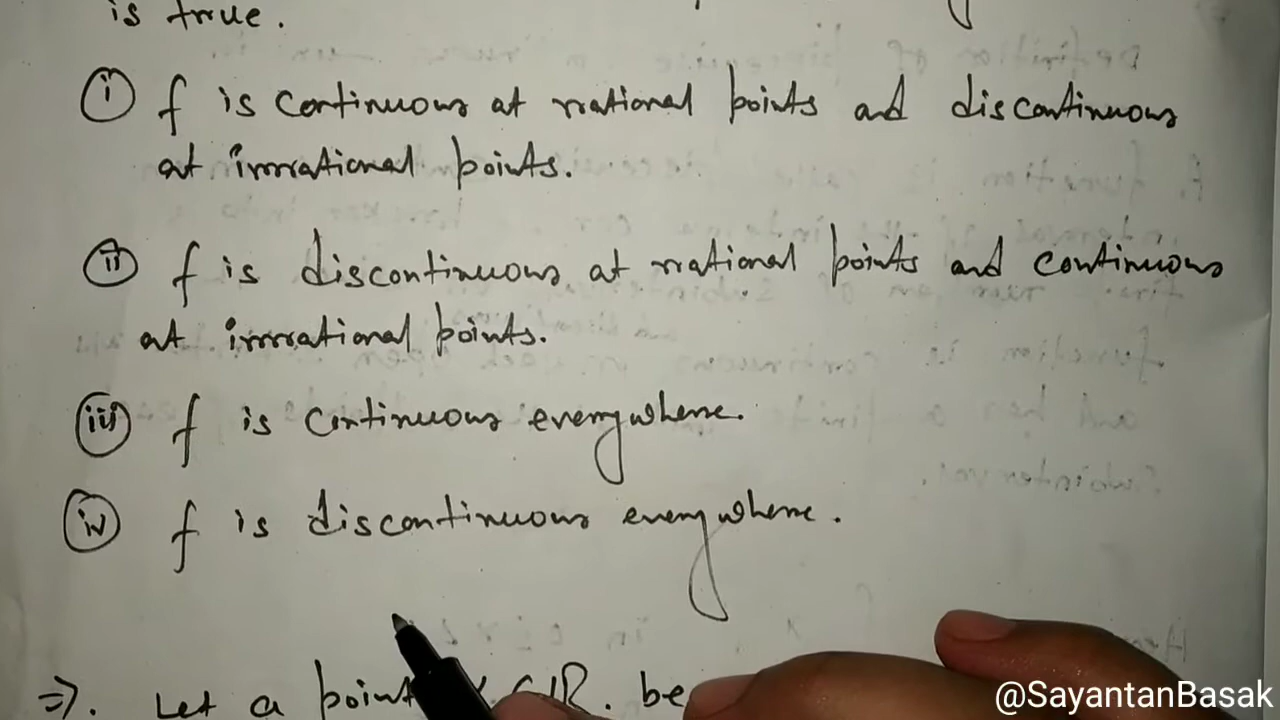 is true.
(i) f is continuous at rational points and discontinuous
at irrational points.
(ii) f is discontinuous at rational points and continuous
at irrational points.
(iii) f is continuous everywhere.
(iv) f is discontinuous everywhere.
⇒. Let a point ∈ ℝ. be
@SayantanBasak